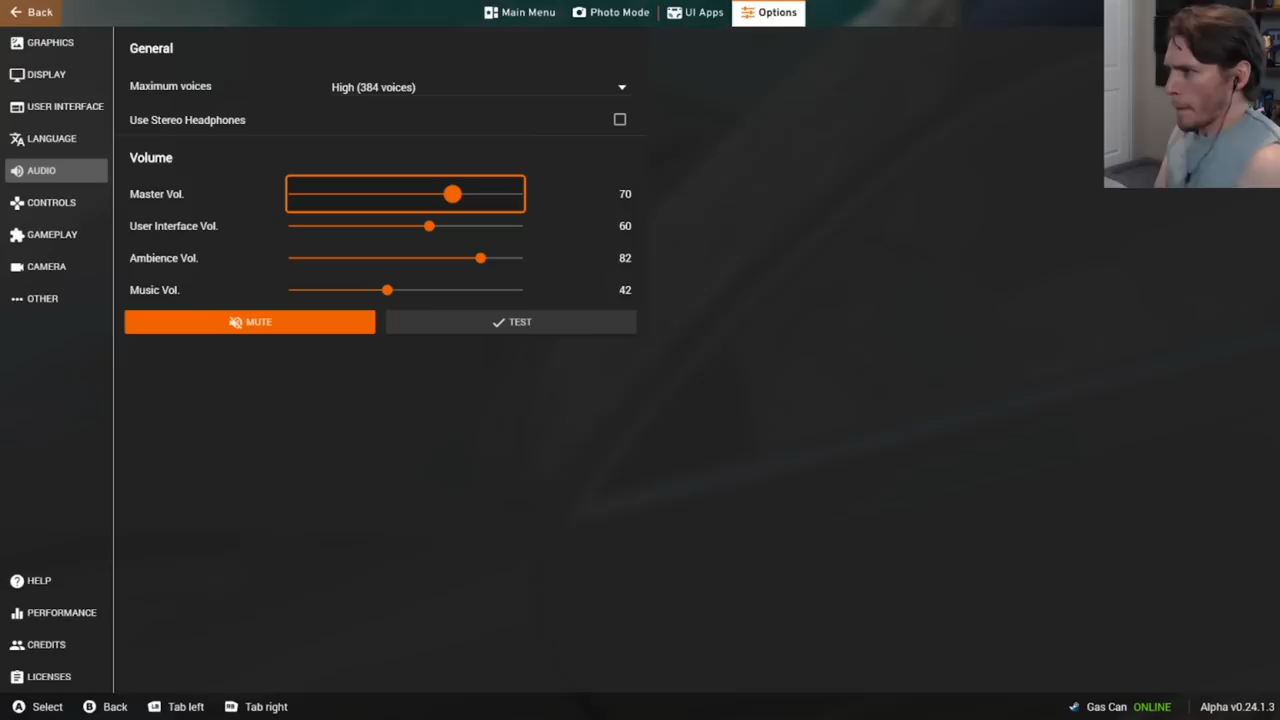 Back
Main Menu
Photo Mode
UI Apps
Options
GRAPHICS
DISPLAY
USER INTERFACE
LANGUAGE
AUDIO
CONTROLS
GAMEPLAY
CAMERA
OTHER
HELP
PERFORMANCE
CREDITS
LICENSES
General
Maximum voices High (384 voices)
Use Stereo Headphones
Volume
Master Vol. 70
User Interface Vol. 60
Ambience Vol. 82
Music Vol. 42
MUTE TEST
A Select B Back LB Tab left RB Tab right
Gas Can ONLINE Alpha v0.24.1.3